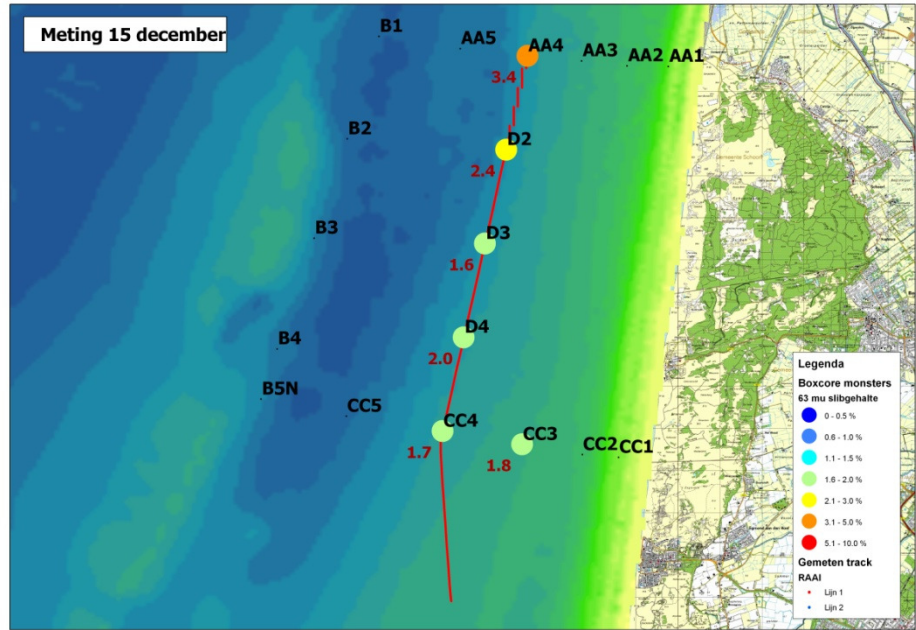 Meting 15 december
B1
AA5
AA4
AA3
AA2
AA1
3.4
B2
D2
2.4
B3
D3
1.6
B4
D4
2.0
B5N
CC5
CC4
1.7
CC3
1.8
CC2
CC1
Legenda
Boxcore monsters
63 mu slibgehalte
0 - 0.5 %
0.6 - 1.0 %
1.1 - 1.5 %
1.6 - 2.0 %
2.1 - 3.0 %
3.1 - 5.0 %
5.1 - 10.0 %
Gemeten track
RAAI
Lijn 1
Lijn 2